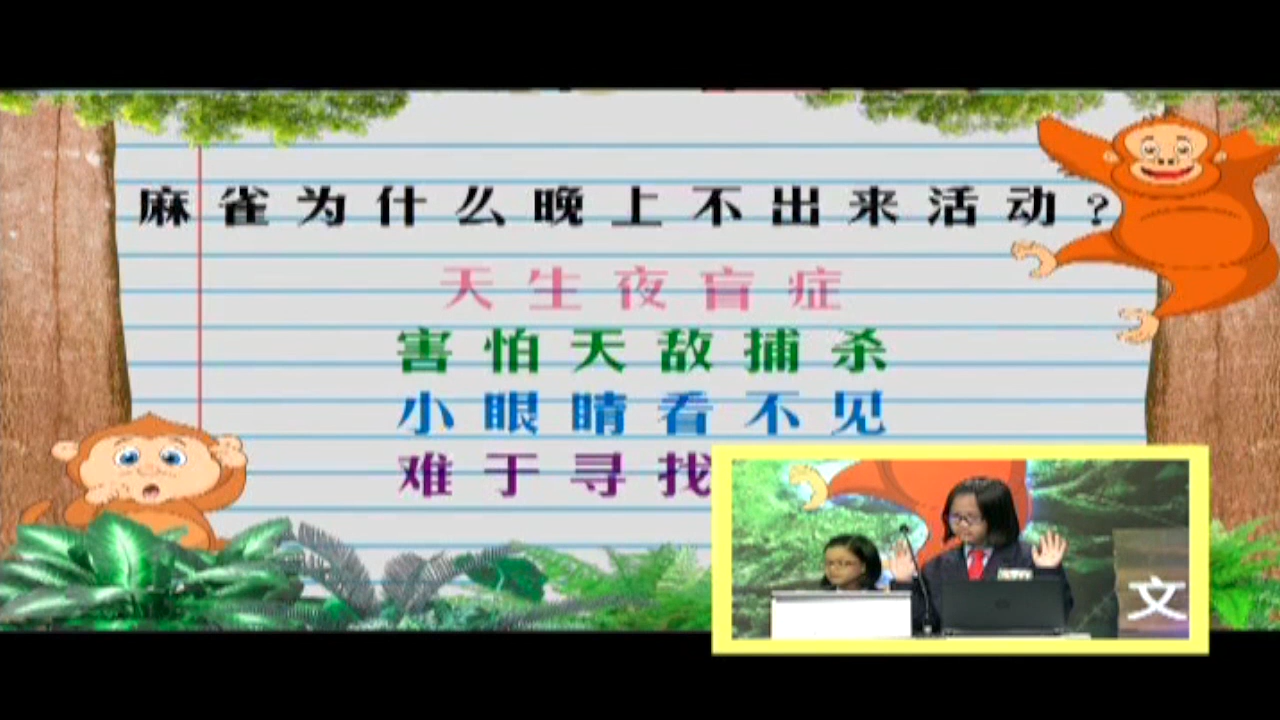 麻雀为什么晚上不出来活动?
天生夜盲症
害怕天敌捕杀
小眼睛看不见
难于寻找
文